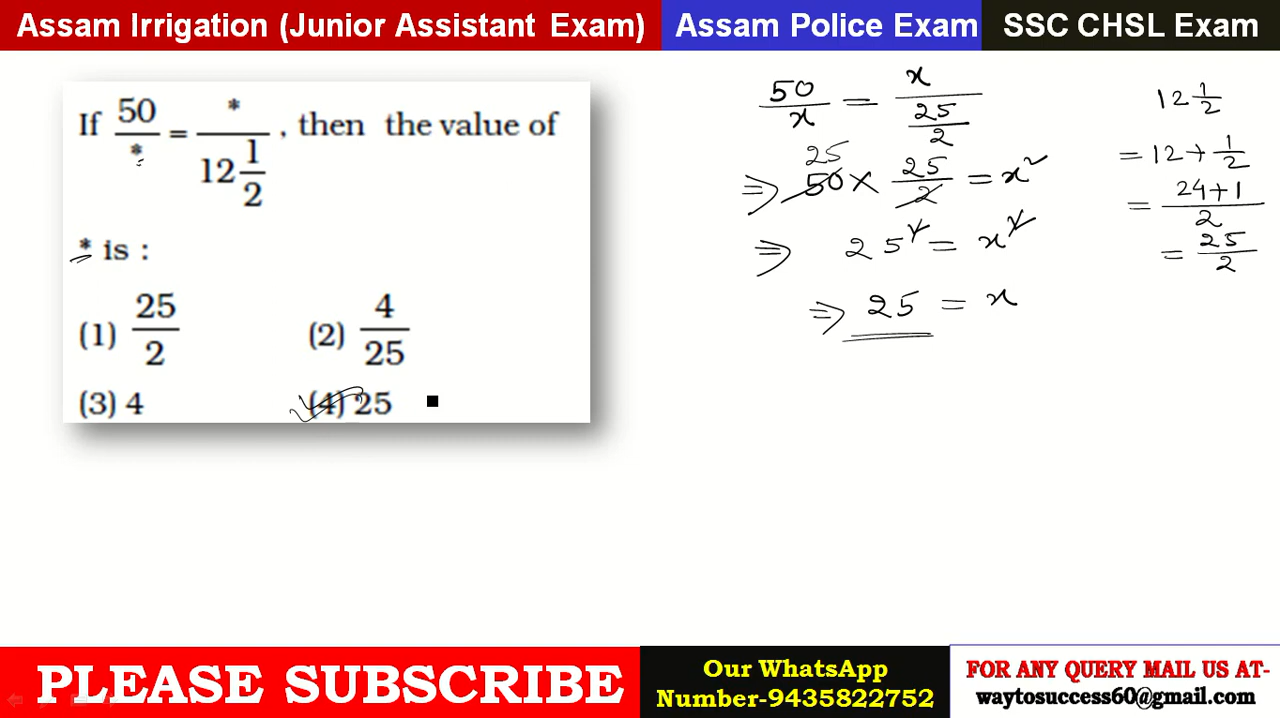 Assam Irrigation (Junior Assistant Exam) Assam Police Exam SSC CHSL Exam
If 50/* = */12 1/2 , then the value of
* is :
(1) 25/2 (2) 4/25
(3) 4 (4) 25
50/x = x/(25/2)
25
⇒ 50 × 25/2 = x²
⇒ 25² = x²
⇒ 25 = x
12 1/2
= 12 + 1/2
= 24+1/2
= 25/2
PLEASE SUBSCRIBE
Our WhatsApp
Number-9435822752
FOR ANY QUERY MAIL US AT-
waytosuccess60@gmail.com